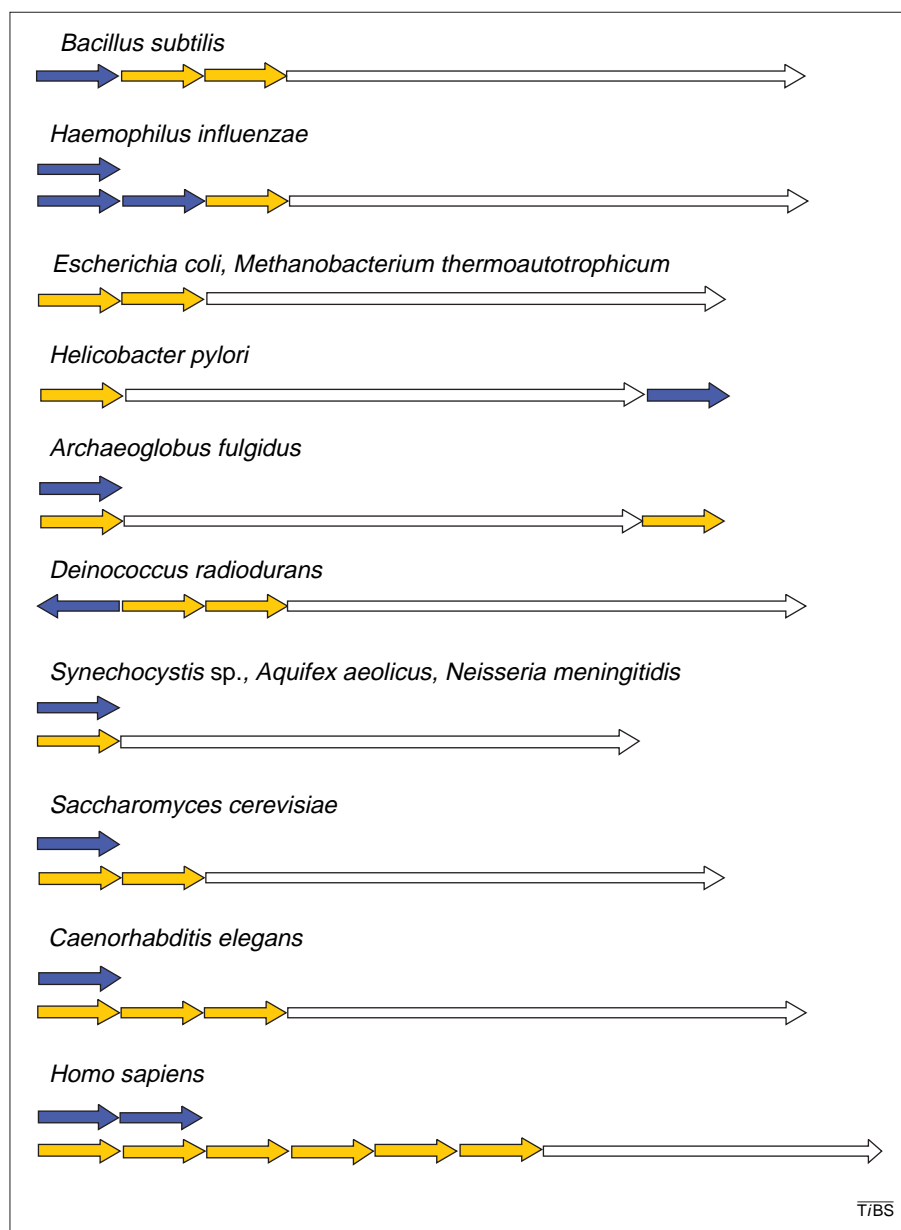 Bacillus subtilis
Haemophilus influenzae
Escherichia coli, Methanobacterium thermoautotrophicum
Helicobacter pylori
Archaeoglobus fulgidus
Deinococcus radiodurans
Synechocystis sp., Aquifex aeolicus, Neisseria meningitidis
Saccharomyces cerevisiae
Caenorhabditis elegans
Homo sapiens
TiBS